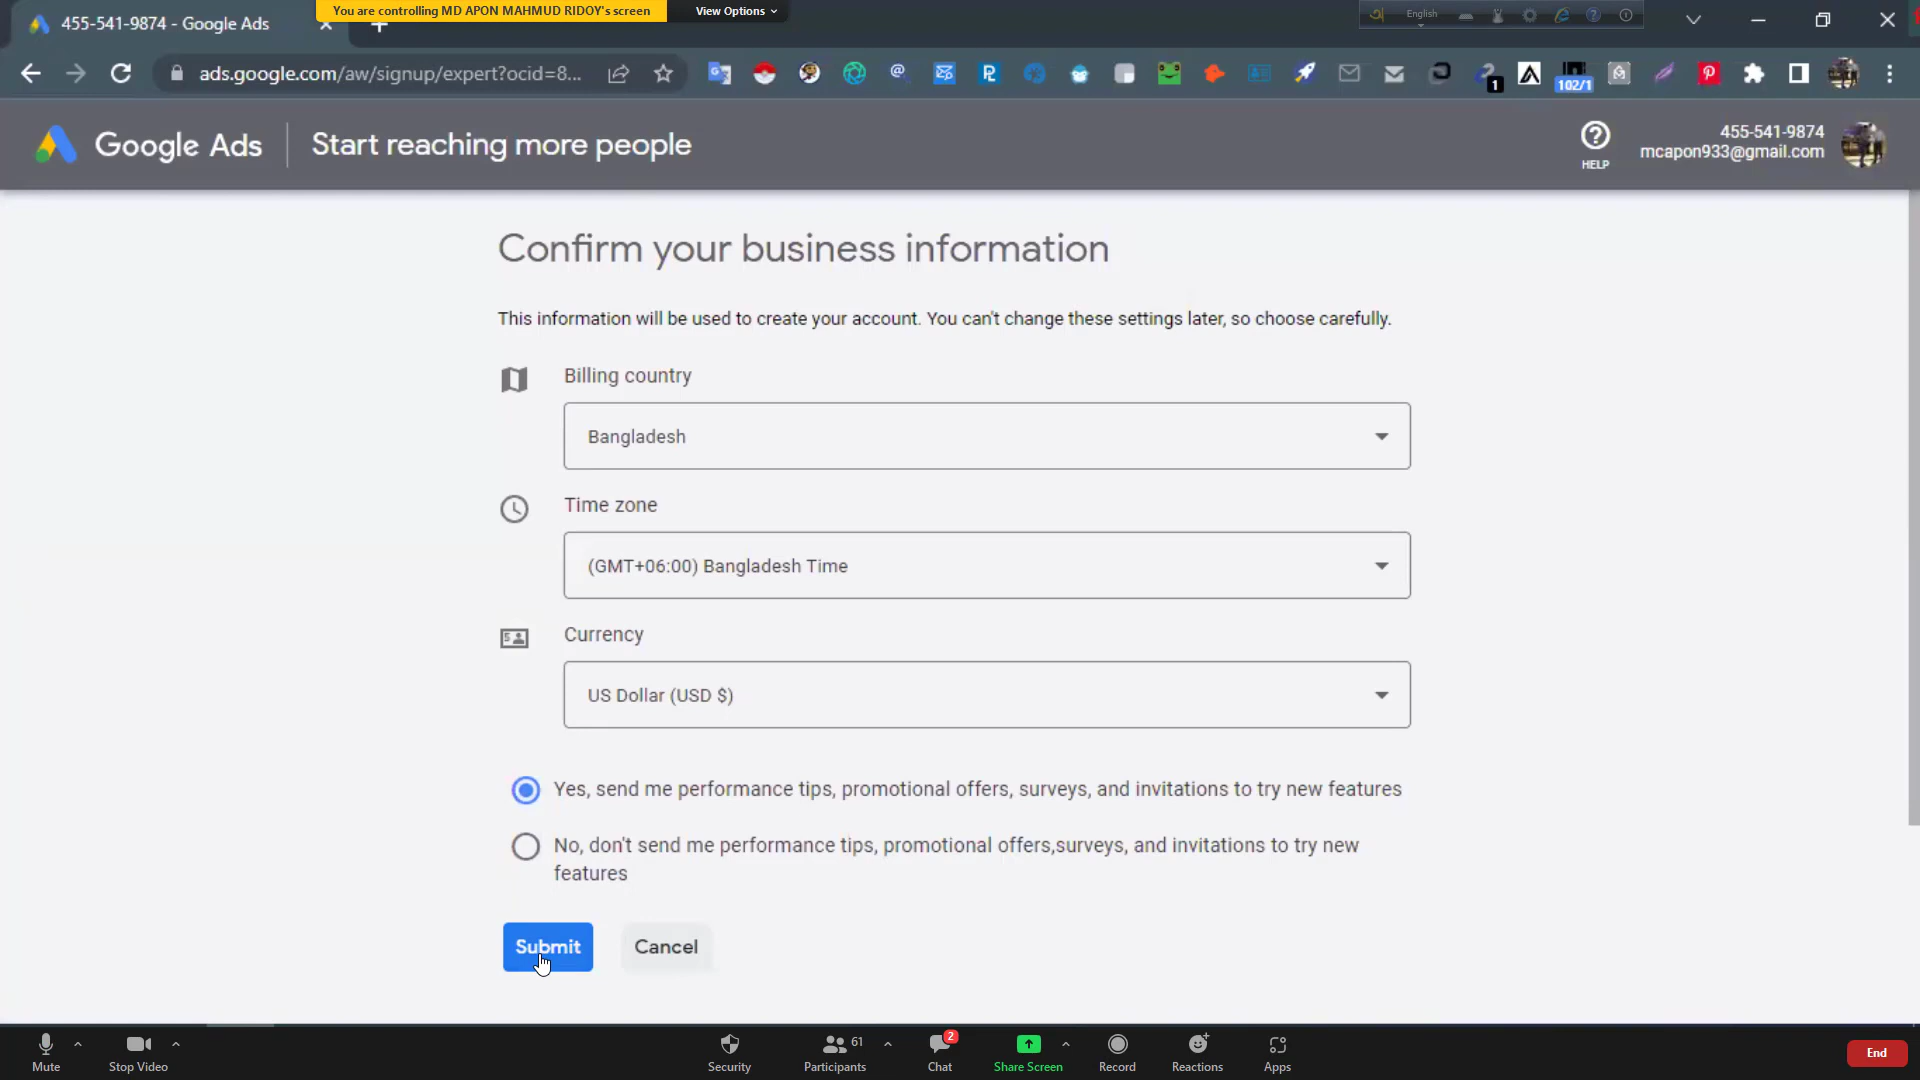 You are controlling MD APON MAHMUD RIDOY's screen
View Options
English
455-541-9874 - Google Ads
ads.google.com/aw/signup/expert?ocid=8...
1
102/1
Google Ads
Start reaching more people
HELP
455-541-9874
mcapon933@gmail.com
Confirm your business information
This information will be used to create your account. You can't change these settings later, so choose carefully.
Billing country
Bangladesh
Time zone
(GMT+06:00) Bangladesh Time
Currency
US Dollar (USD $)
Yes, send me performance tips, promotional offers, surveys, and invitations to try new features
No, don't send me performance tips, promotional offers,surveys, and invitations to try new
features
Submit
Cancel
Mute
Stop Video
Security
Participants
61
Chat
2
Share Screen
Record
Reactions
Apps
End